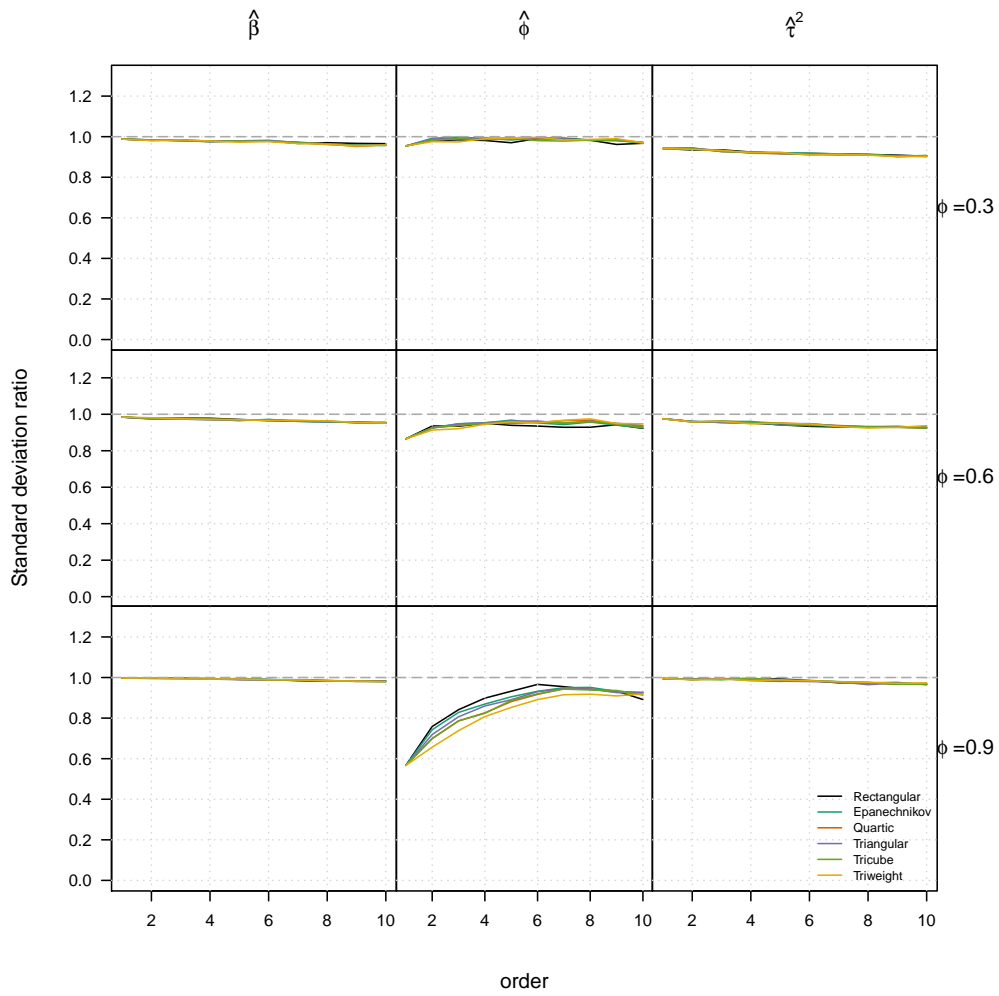 β̂ ϕ̂ τ̂²
1.2
1.0
0.8
0.6
0.4
0.2
0.0
ϕ =0.3
1.2
1.0
0.8
0.6
0.4
0.2
0.0
ϕ =0.6
1.2
1.0
0.8
0.6
0.4
0.2
0.0
ϕ =0.9
Standard deviation ratio
Rectangular
Epanechnikov
Quartic
Triangular
Tricube
Triweight
2 4 6 8 10 2 4 6 8 10 2 4 6 8 10
order